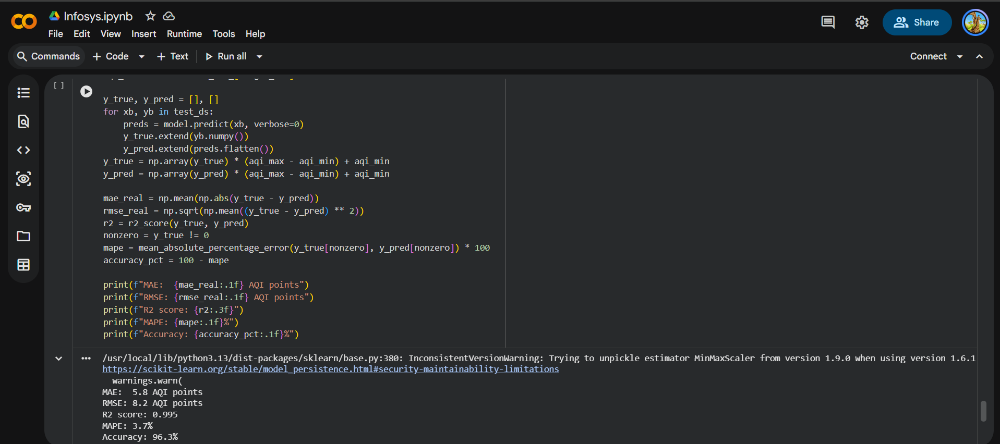 Infosys.ipynb
File Edit View Insert Runtime Tools Help
Share
Commands + Code + Text Run all
Connect
[ ]
y_true, y_pred = [], []
for xb, yb in test_ds:
    preds = model.predict(xb, verbose=0)
    y_true.extend(yb.numpy())
    y_pred.extend(preds.flatten())
y_true = np.array(y_true) * (aqi_max - aqi_min) + aqi_min
y_pred = np.array(y_pred) * (aqi_max - aqi_min) + aqi_min
mae_real = np.mean(np.abs(y_true - y_pred))
rmse_real = np.sqrt(np.mean((y_true - y_pred) ** 2))
r2 = r2_score(y_true, y_pred)
nonzero = y_true != 0
mape = mean_absolute_percentage_error(y_true[nonzero], y_pred[nonzero]) * 100
accuracy_pct = 100 - mape
print(f"MAE:  {mae_real:.1f} AQI points")
print(f"RMSE: {rmse_real:.1f} AQI points")
print(f"R2 score: {r2:.3f}")
print(f"MAPE: {mape:.1f}%")
print(f"Accuracy: {accuracy_pct:.1f}%")
/usr/local/lib/python3.13/dist-packages/sklearn/base.py:380: InconsistentVersionWarning: Trying to unpickle estimator MinMaxScaler from version 1.9.0 when using version 1.6.1
https://scikit-learn.org/stable/model_persistence.html#security-maintainability-limitations
  warnings.warn(
MAE:  5.8 AQI points
RMSE: 8.2 AQI points
R2 score: 0.995
MAPE: 3.7%
Accuracy: 96.3%